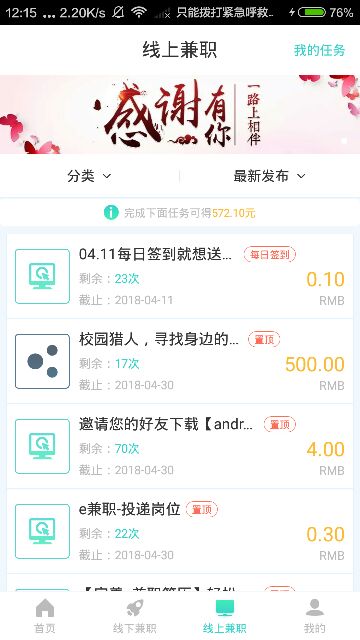 12:15 ... 2.20K/s 只能拨打紧急呼救... 76%
线上兼职 我的任务
感谢有你 一路上相伴
分类 最新发布
完成下面任务可得572.10元
04.11每日签到就想送... 每日签到
剩余：23次 0.10
截止：2018-04-11 RMB
校园猎人，寻找身边的... 置顶
剩余：17次 500.00
截止：2018-04-30 RMB
邀请您的好友下载【andr... 置顶
剩余：70次 4.00
截止：2018-04-30 RMB
e兼职-投递岗位 置顶
剩余：22次 0.30
截止：2018-04-30 RMB
首页 线下兼职 线上兼职 我的